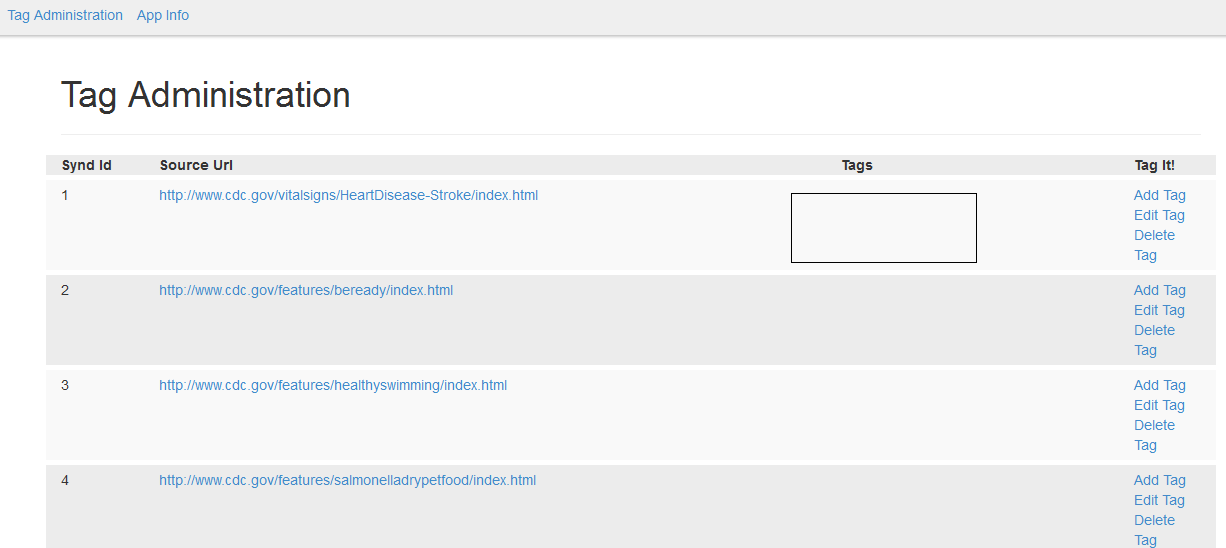 Tag Administration App Info
Tag Administration
Synd Id Source Url Tags Tag It!
1 http://www.cdc.gov/vitalsigns/HeartDisease-Stroke/index.html Add Tag
Edit Tag
Delete
Tag
2 http://www.cdc.gov/features/beready/index.html Add Tag
Edit Tag
Delete
Tag
3 http://www.cdc.gov/features/healthyswimming/index.html Add Tag
Edit Tag
Delete
Tag
4 http://www.cdc.gov/features/salmonelladrypetfood/index.html Add Tag
Edit Tag
Delete
Tag